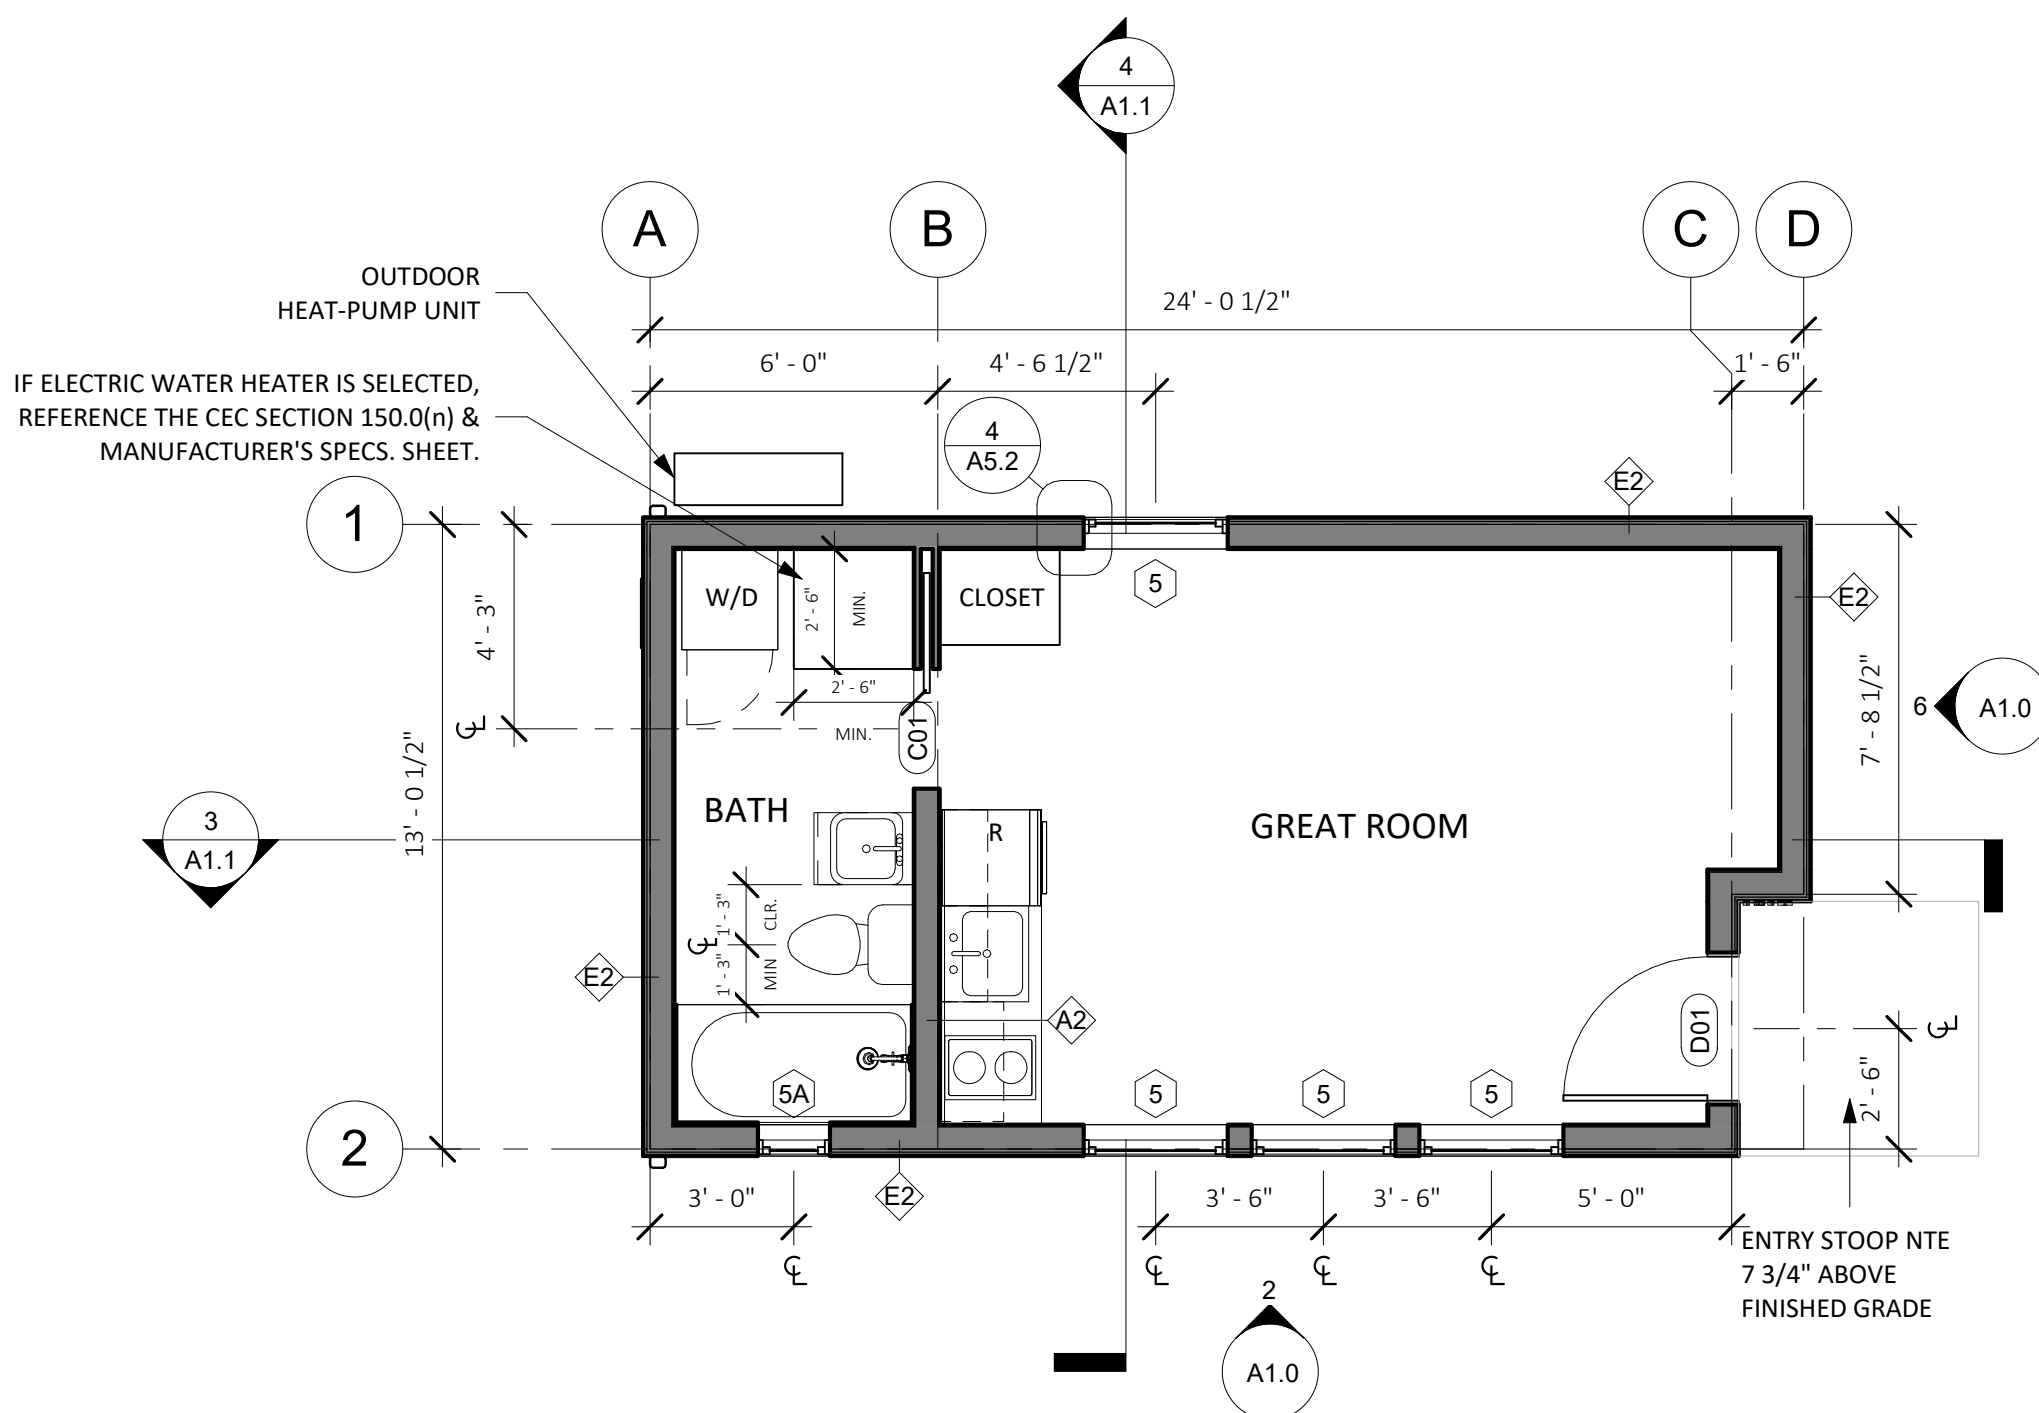 4
A1.1
A
B
C
D
OUTDOOR
HEAT-PUMP UNIT
24' - 0 1/2"
6' - 0"
4' - 6 1/2"
1' - 6"
IF ELECTRIC WATER HEATER IS SELECTED,
REFERENCE THE CEC SECTION 150.0(n) &
MANUFACTURER'S SPECS. SHEET.
4
A5.2
E2
1
W/D
2' - 6"
MIN.
CLOSET
5
E2
4' - 3"
2' - 6"
MIN.
C01
℄
7' - 8 1/2"
6
A1.0
13' - 0 1/2"
3
A1.1
BATH
R
GREAT ROOM
1' - 3"
CLR.
℄
1' - 3"
MIN
E2
A2
D01
℄
2' - 6"
5A
5
5
5
2
3' - 0"
E2
3' - 6"
3' - 6"
5' - 0"
℄
℄
℄
℄
ENTRY STOOP NTE
7 3/4" ABOVE
FINISHED GRADE
2
A1.0